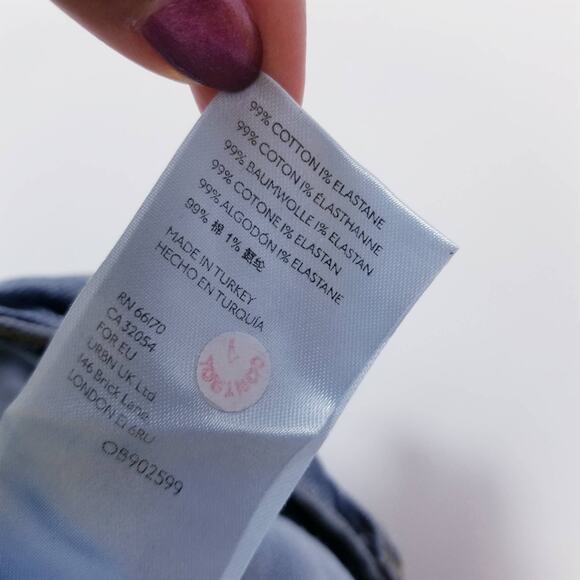 99% COTTON 1% ELASTANE
99% COTON 1% ÉLASTHANNE
99% BAUMWOLLE 1% ELASTAN
99% COTONE 1% ELASTAN
99% ALGODÓN 1% ELASTANE
99% 棉 1% 氨纶
MADE IN TURKEY
HECHO EN TURQUÍA
RN 66170
CA 32054
FOR EU
URBN UK Ltd
146 Brick Lane,
LONDON E1 6RU
OB902599
7